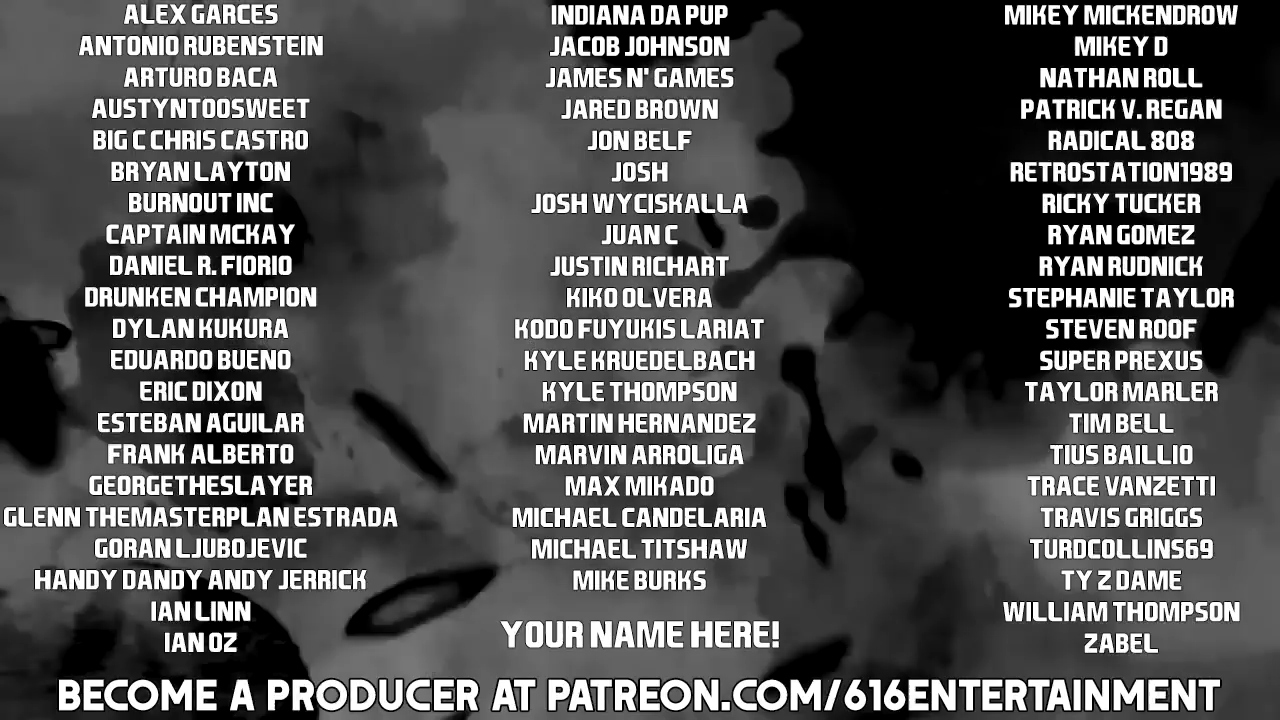 ALEX GARCES
ANTONIO RUBENSTEIN
ARTURO BACA
AUSTYNTOOSWEET
BIG C CHRIS CASTRO
BRYAN LAYTON
BURNOUT INC
CAPTAIN MCKAY
DANIEL R. FIORIO
DRUNKEN CHAMPION
DYLAN KUKURA
EDUARDO BUENO
ERIC DIXON
ESTEBAN AGUILAR
FRANK ALBERTO
GEORGETHESLAYER
GLENN THEMASTERPLAN ESTRADA
GORAN LJUBOJEVIC
HANDY DANDY ANDY JERRICK
IAN LINN
IAN OZ
INDIANA DA PUP
JACOB JOHNSON
JAMES N' GAMES
JARED BROWN
JON BELF
JOSH
JOSH WYCISKALLA
JUAN C
JUSTIN RICHART
KIKO OLVERA
KODO FUYUKIS LARIAT
KYLE KRUEDELBACH
KYLE THOMPSON
MARTIN HERNANDEZ
MARVIN ARROLIGA
MAX MIKADO
MICHAEL CANDELARIA
MICHAEL TITSHAW
MIKE BURKS
YOUR NAME HERE!
MIKEY MICKENDROW
MIKEY D
NATHAN ROLL
PATRICK V. REGAN
RADICAL 808
RETROSTATION1989
RICKY TUCKER
RYAN GOMEZ
RYAN RUDNICK
STEPHANIE TAYLOR
STEVEN ROOF
SUPER PREXUS
TAYLOR MARLER
TIM BELL
TIUS BAILLIO
TRACE VANZETTI
TRAVIS GRIGGS
TURDCOLLINS69
TY Z DAME
WILLIAM THOMPSON
ZABEL
BECOME A PRODUCER AT PATREON.COM/616ENTERTAINMENT